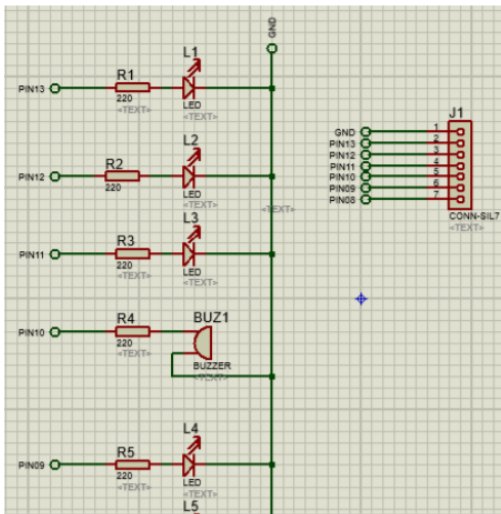 GND
L1
R1
PIN13
220
LED
<TEXT>
<TEXT>
L2
R2
PIN12
220
LED
<TEXT>
<TEXT>
L3
R3
PIN11
220
LED
<TEXT>
<TEXT>
R4
BUZ1
PIN10
220
<TEXT>
BUZZER
<TEXT>
L4
R5
PIN09
220
LED
<TEXT>
<TEXT>
L5
J1
GND
1
PIN13
2
PIN12
3
PIN11
4
PIN10
5
PIN09
6
PIN08
7
CONN-SIL7
<TEXT>